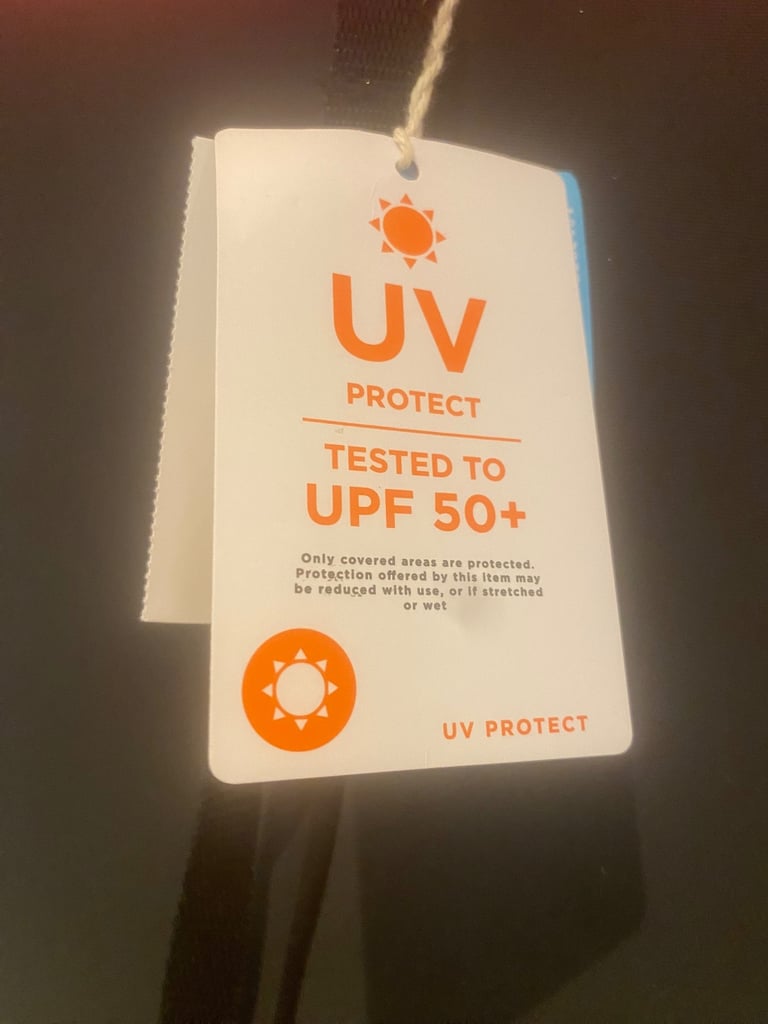 UV
PROTECT
TESTED TO
UPF 50+
Only covered areas are protected.
Protection offered by this item may
be reduced with use, or if stretched
or wet
UV PROTECT